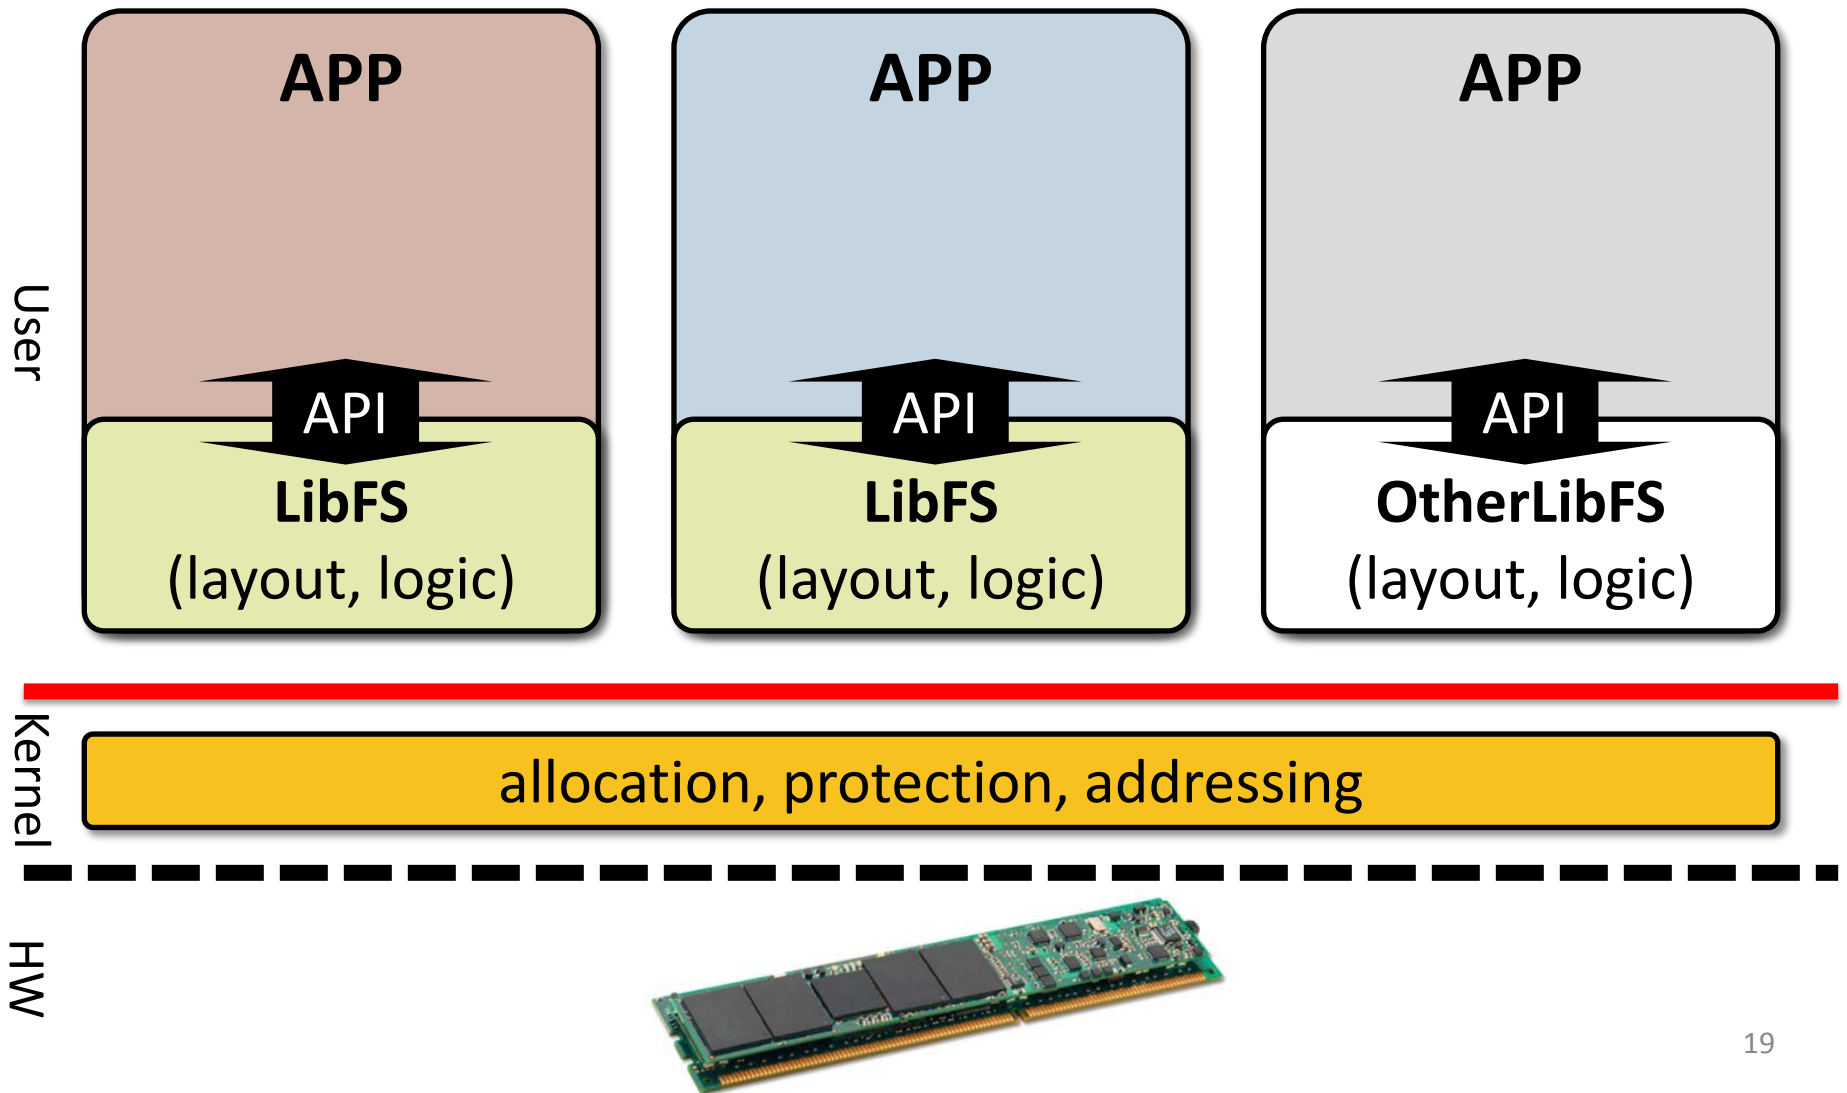 APP
APP
APP
User
API
API
API
LibFS
(layout, logic)
LibFS
(layout, logic)
OtherLibFS
(layout, logic)
Kernel
allocation, protection, addressing
HW
19